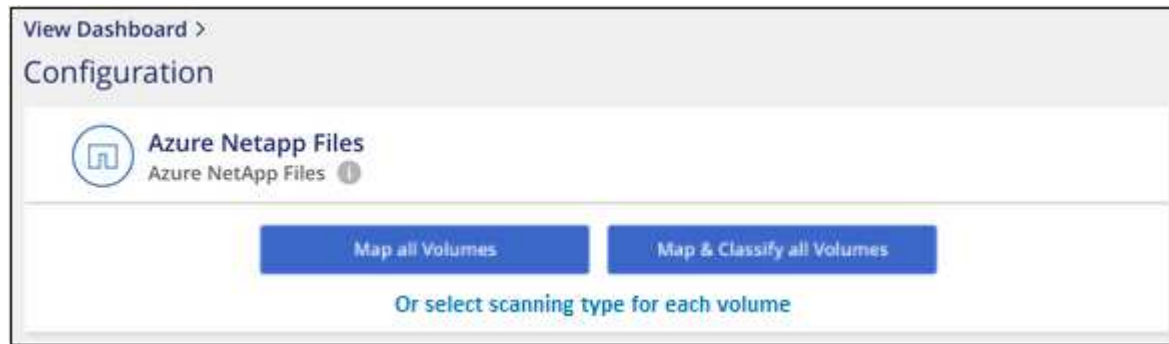 View Dashboard >
Configuration
Azure Netapp Files
Azure NetApp Files i
Map all Volumes
Map & Classify all Volumes
Or select scanning type for each volume